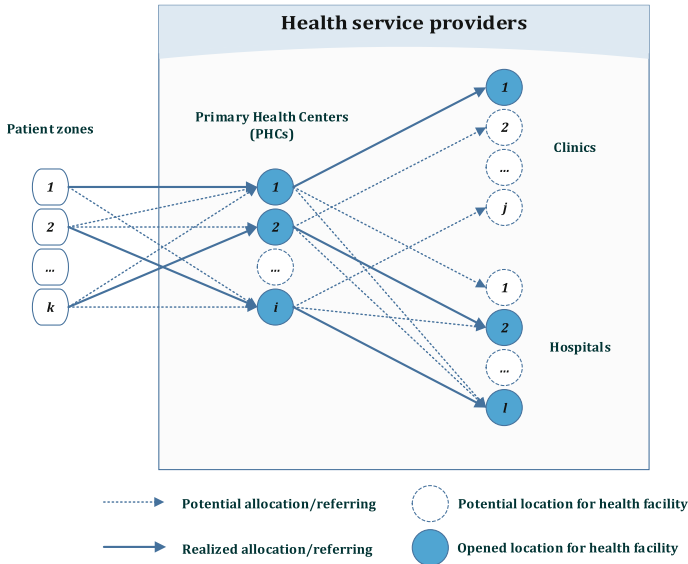 Health service providers
Patient zones
Primary Health Centers
(PHCs)
Clinics
Hospitals
1
2
...
k
1
2
...
i
1
2
...
j
1
2
...
l
Potential allocation/referring
Potential location for health facility
Realized allocation/referring
Opened location for health facility